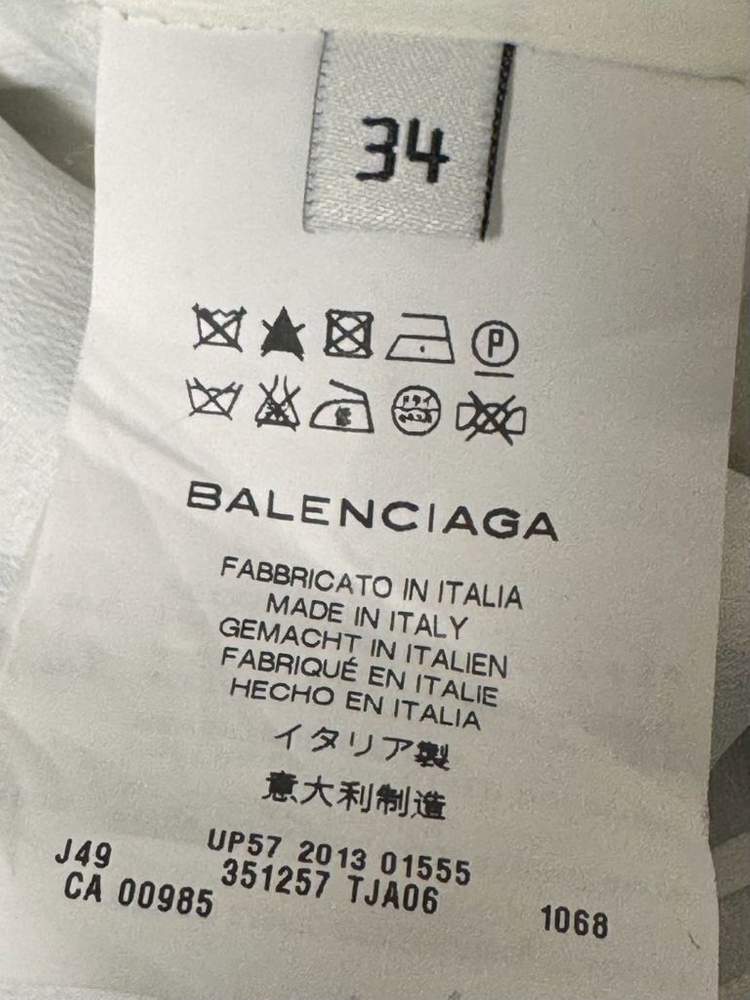 34
P
BALENCIAGA
FABBRICATO IN ITALIA
MADE IN ITALY
GEMACHT IN ITALIEN
FABRIQUÉ EN ITALIE
HECHO EN ITALIA
イタリア製
意大利制造
J49 UP57 2013 01555
CA 00985 351257 TJA06 1068